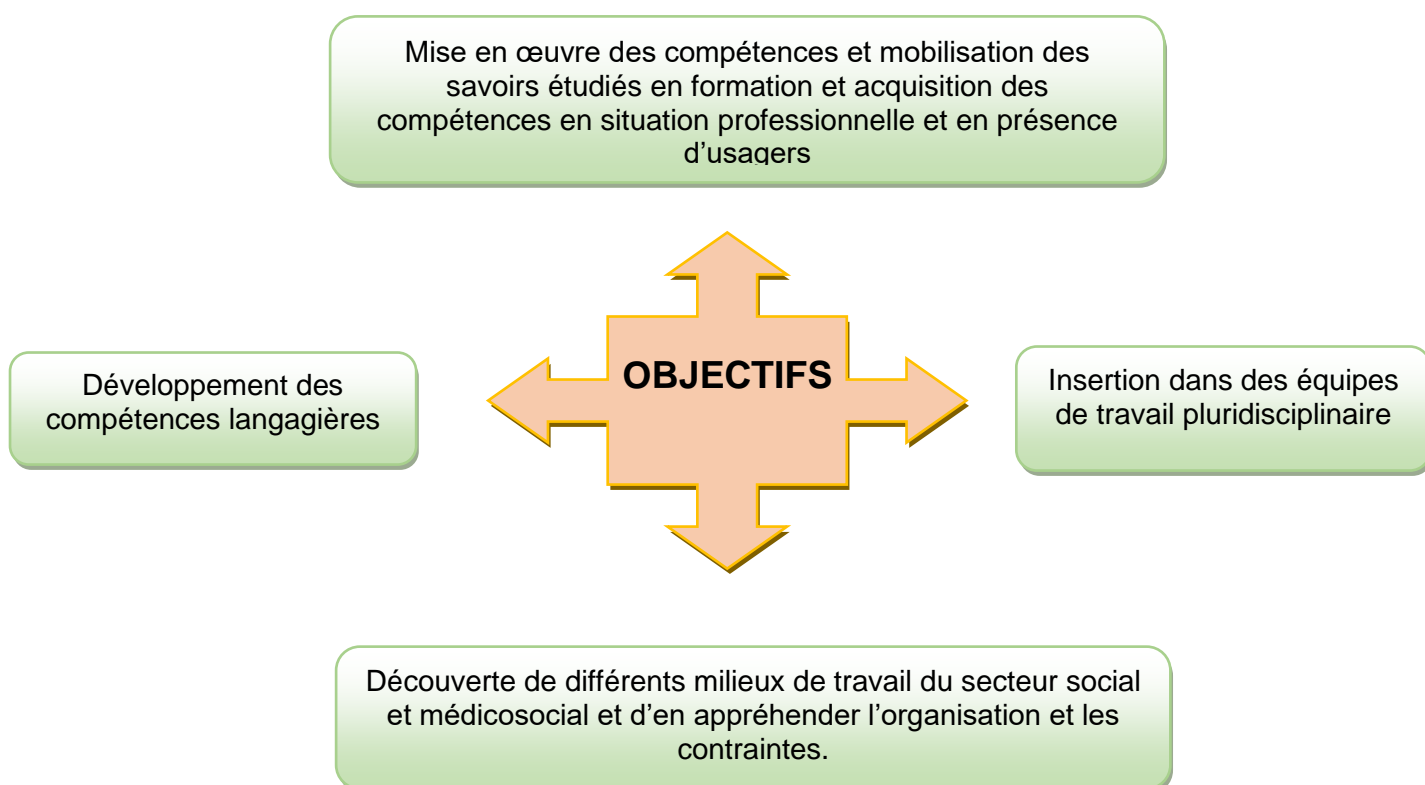 Mise en œuvre des compétences et mobilisation des
savoirs étudiés en formation et acquisition des
compétences en situation professionnelle et en présence
d’usagers
OBJECTIFS
Développement des
compétences langagières
Insertion dans des équipes
de travail pluridisciplinaire
Découverte de différents milieux de travail du secteur social
et médicosocial et d’en appréhender l’organisation et les
contraintes.